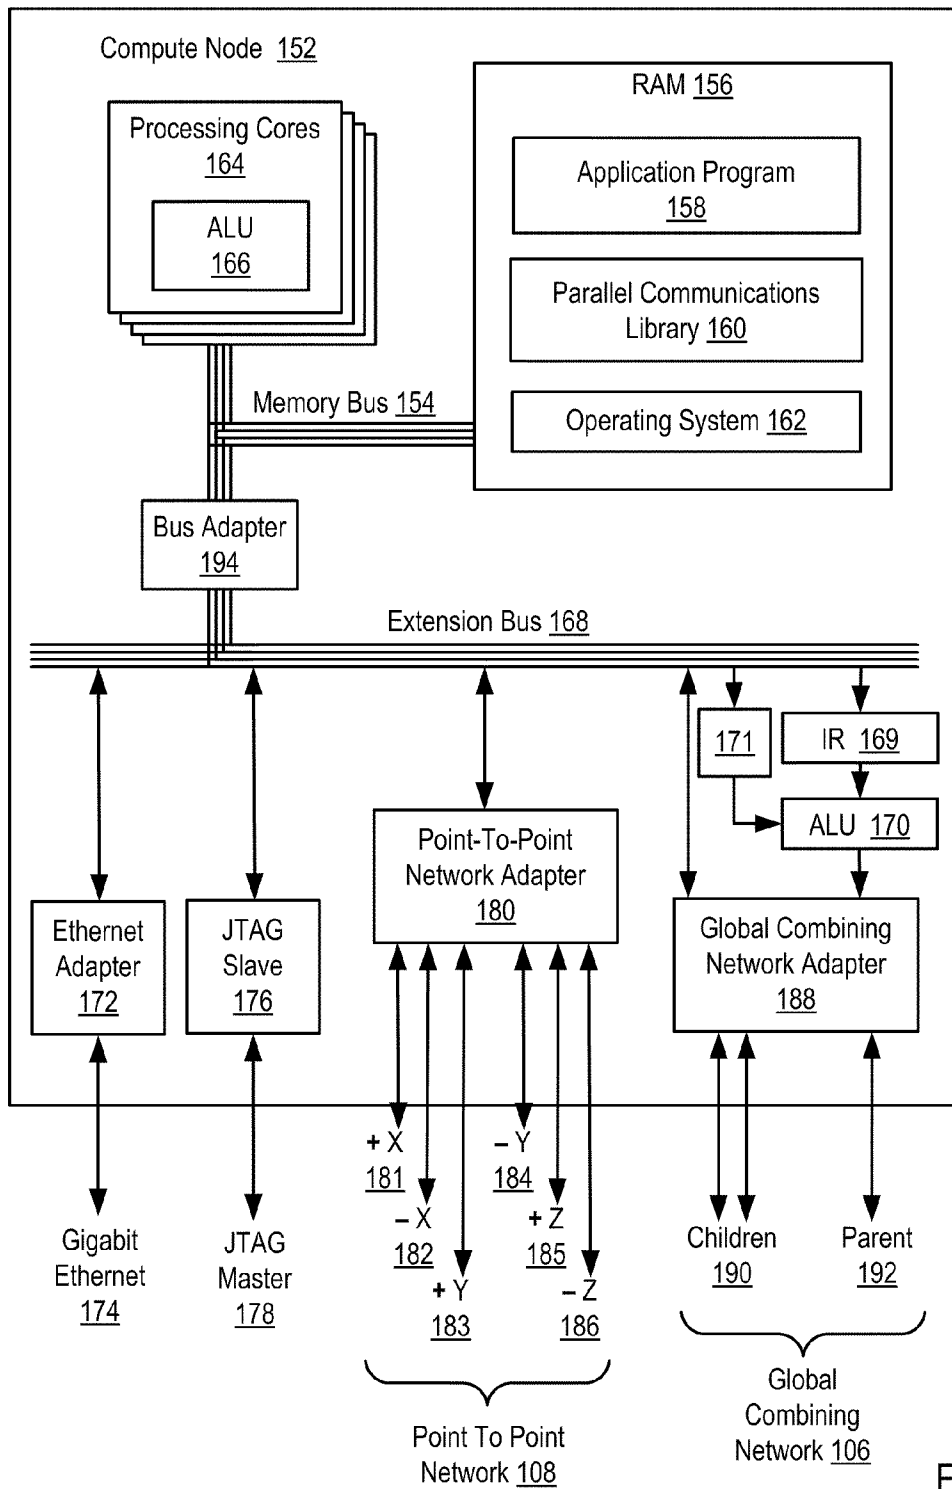 Compute Node 152
Processing Cores
164
ALU
166
RAM 156
Application Program
158
Parallel Communications
Library 160
Operating System 162
Memory Bus 154
Bus Adapter
194
Extension Bus 168
171
IR 169
ALU 170
Point-To-Point
Network Adapter
180
Ethernet
Adapter
172
JTAG
Slave
176
Global Combining
Network Adapter
188
+ X
181
– X
182
+ Y
183
– Y
184
+ Z
185
– Z
186
Gigabit
Ethernet
174
JTAG
Master
178
Children
190
Parent
192
Point To Point
Network 108
Global
Combining
Network 106